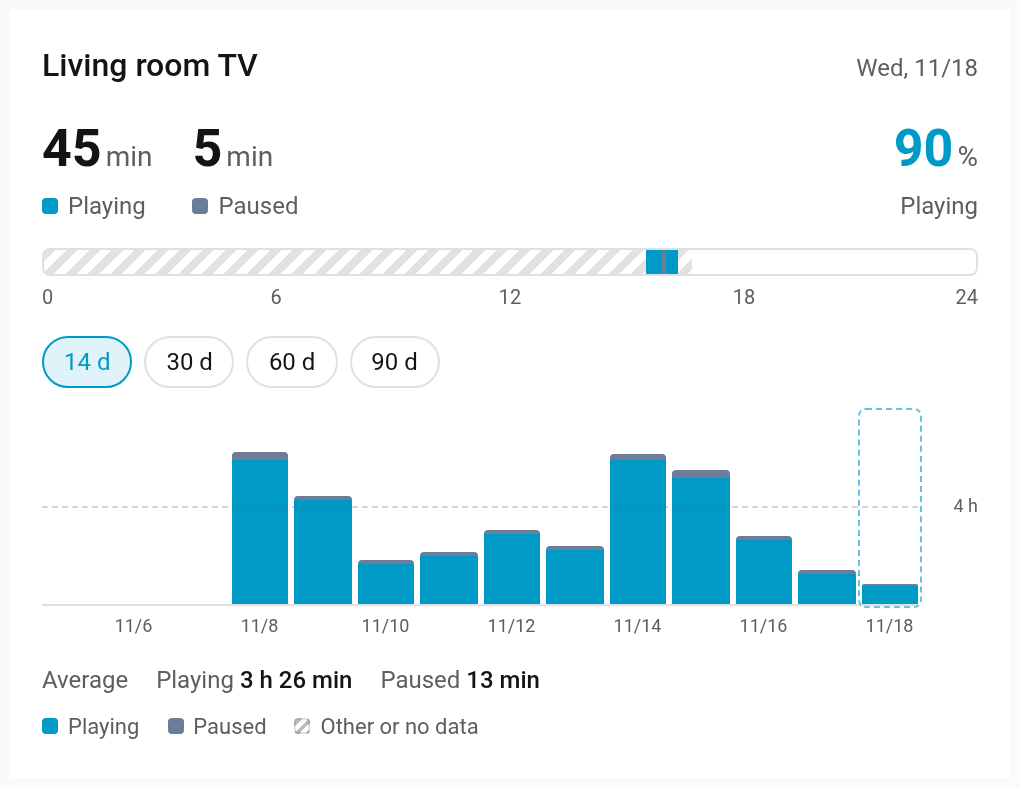 Living room TV
Wed, 11/18
45 min 5 min 90 %
Playing Paused Playing
0 6 12 18 24
14 d 30 d 60 d 90 d
4 h
11/6 11/8 11/10 11/12 11/14 11/16 11/18
Average Playing 3 h 26 min Paused 13 min
Playing Paused Other or no data